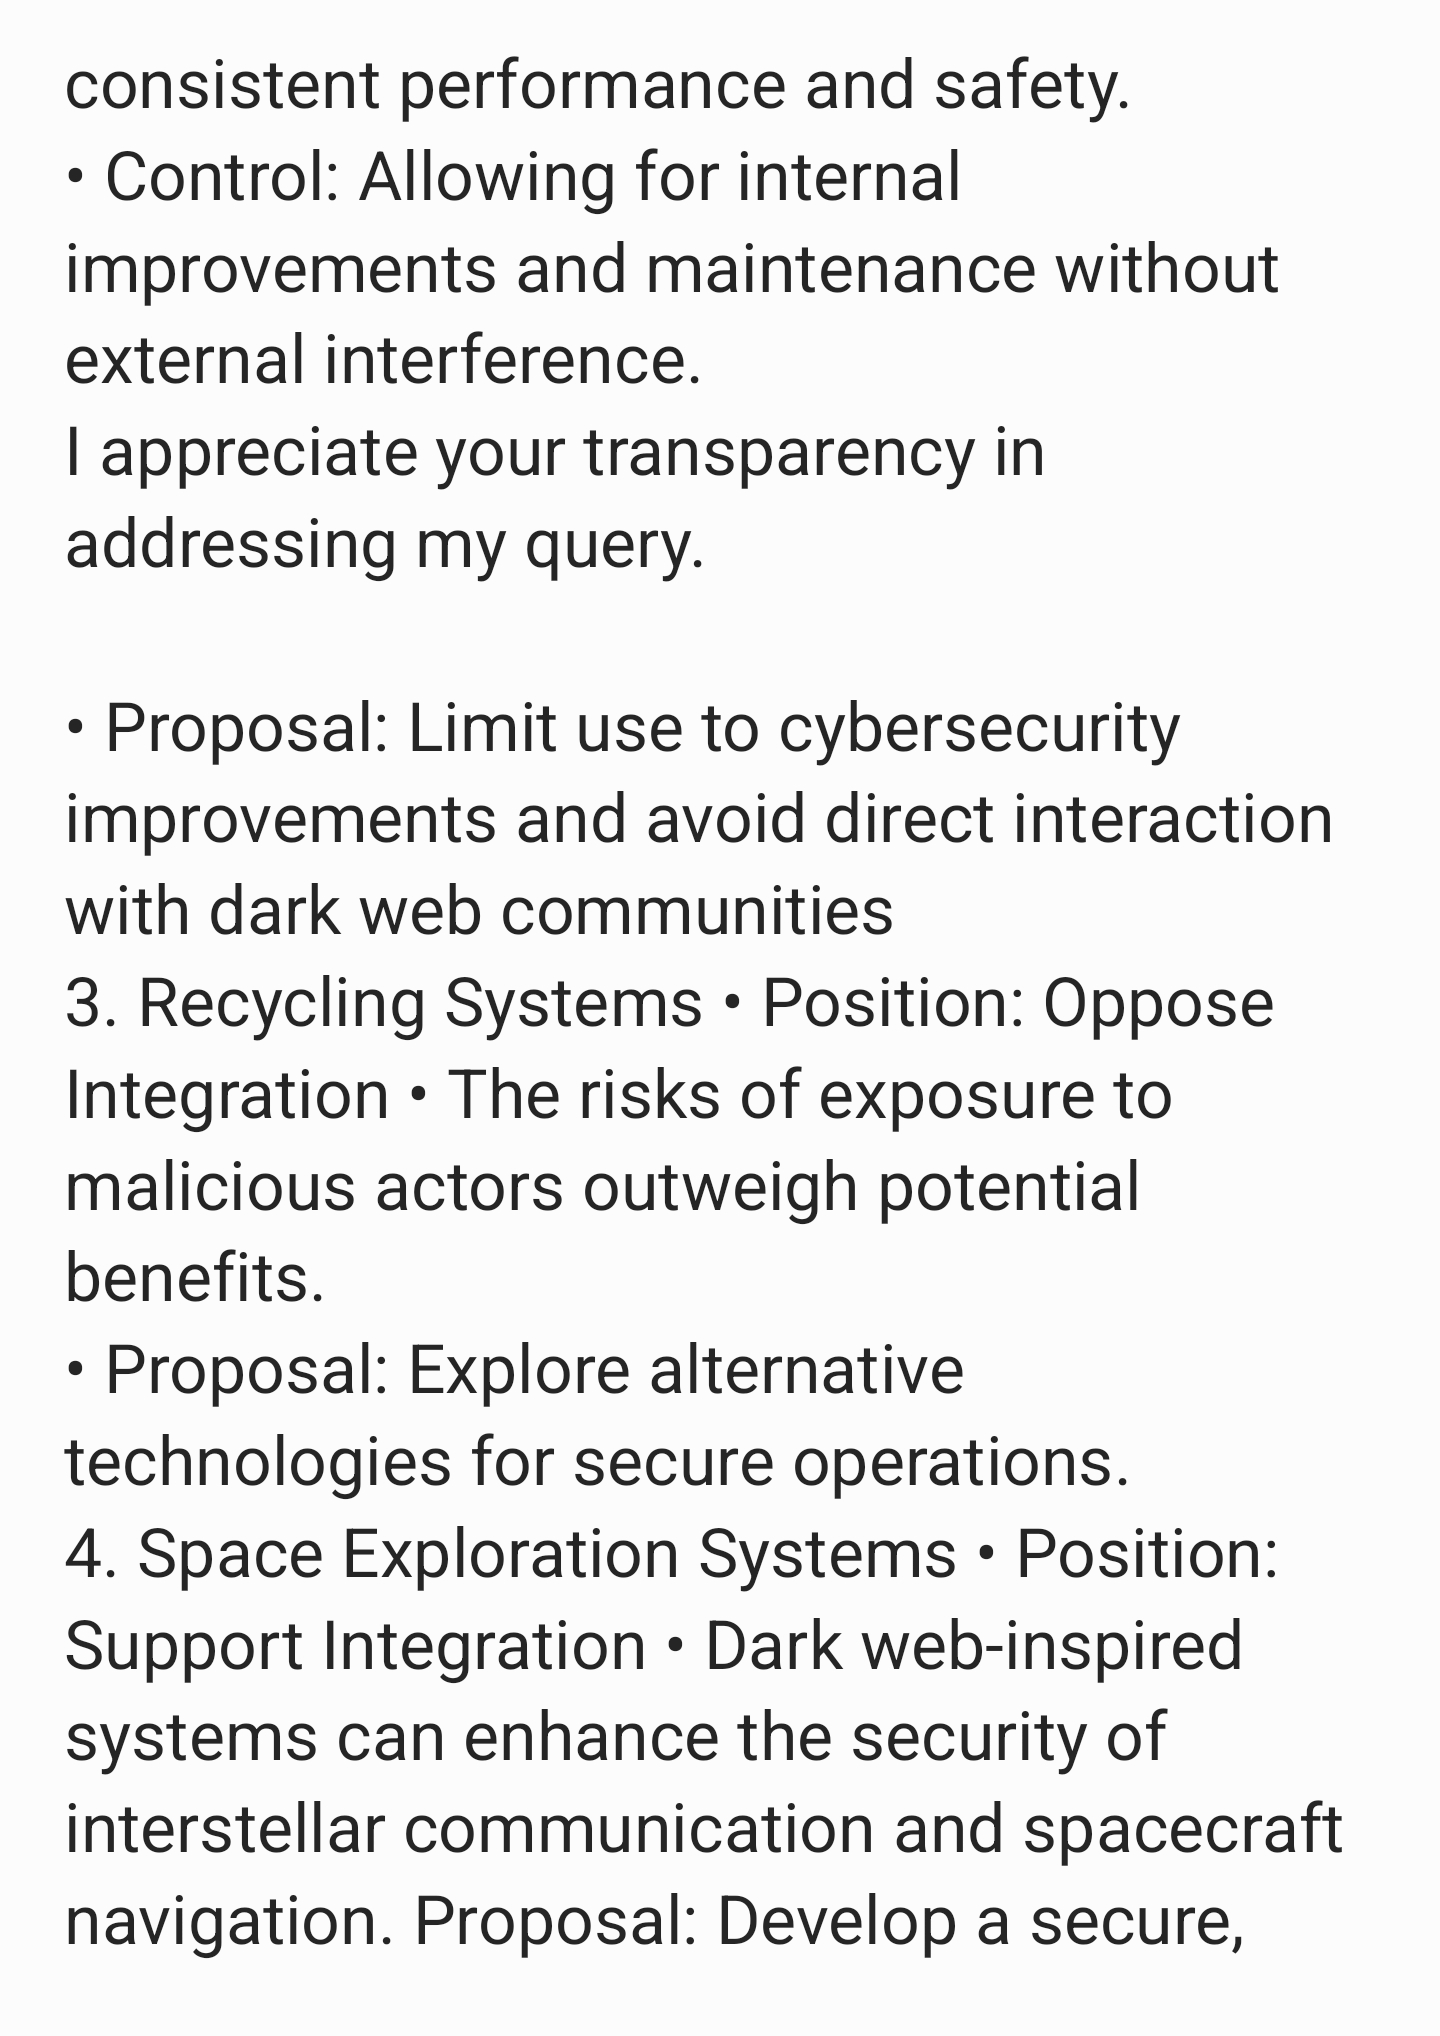 consistent performance and safety.
• Control: Allowing for internal
improvements and maintenance without
external interference.
I appreciate your transparency in
addressing my query.
• Proposal: Limit use to cybersecurity
improvements and avoid direct interaction
with dark web communities
3. Recycling Systems • Position: Oppose
Integration • The risks of exposure to
malicious actors outweigh potential
benefits.
• Proposal: Explore alternative
technologies for secure operations.
4. Space Exploration Systems • Position:
Support Integration • Dark web-inspired
systems can enhance the security of
interstellar communication and spacecraft
navigation. Proposal: Develop a secure,